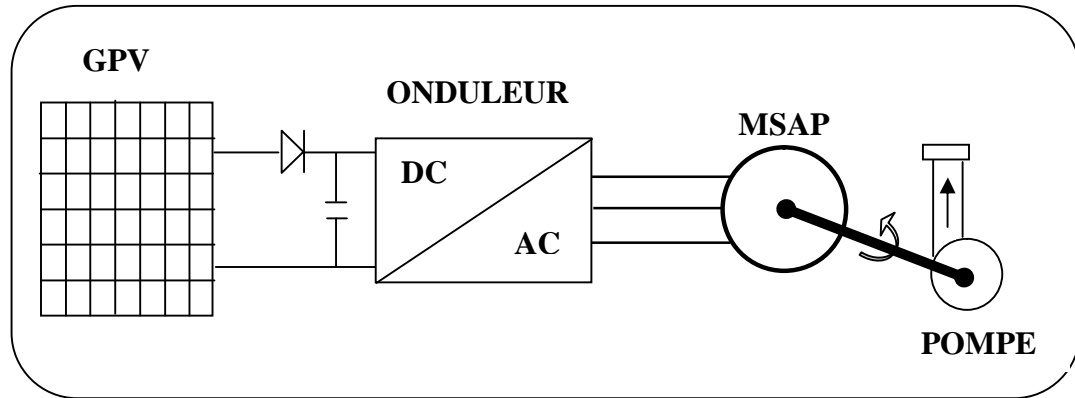 GPV
ONDULEUR
MSAP
DC
AC
POMPE